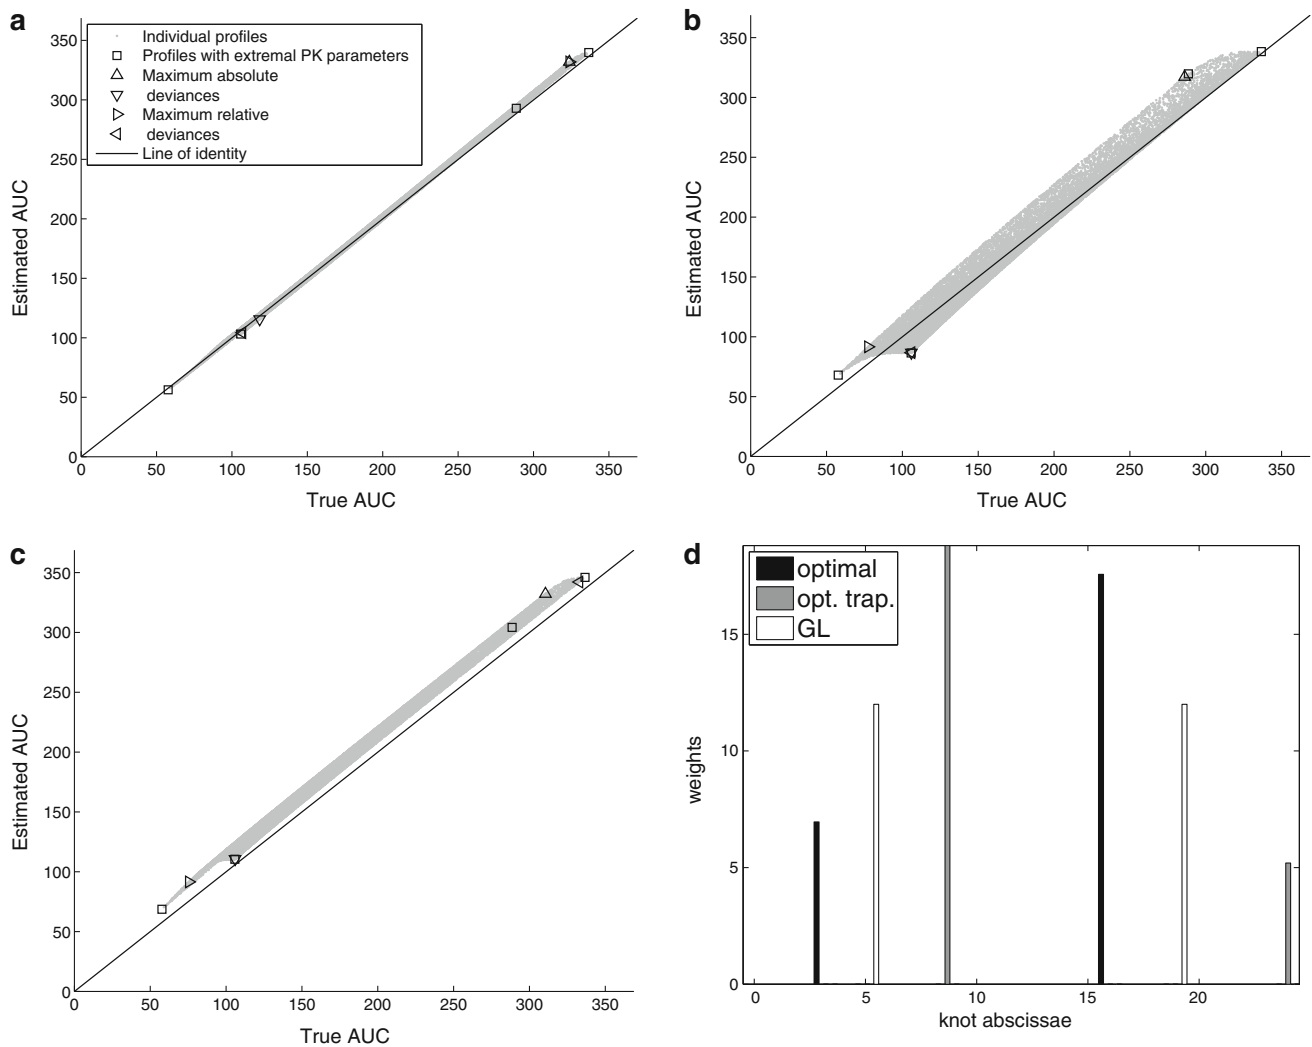 a
350
300
250
200
150
100
50
0
Estimated AUC
Individual profiles
Profiles with extremal PK parameters
Maximum absolute
deviances
Maximum relative
deviances
Line of identity
0 50 100 150 200 250 300 350
True AUC
b
350
300
250
200
150
100
50
0
Estimated AUC
0 50 100 150 200 250 300 350
True AUC
c
350
300
250
200
150
100
50
0
Estimated AUC
0 50 100 150 200 250 300 350
True AUC
d
optimal
opt. trap.
GL
15
10
5
0
weights
0 5 10 15 20
knot abscissae